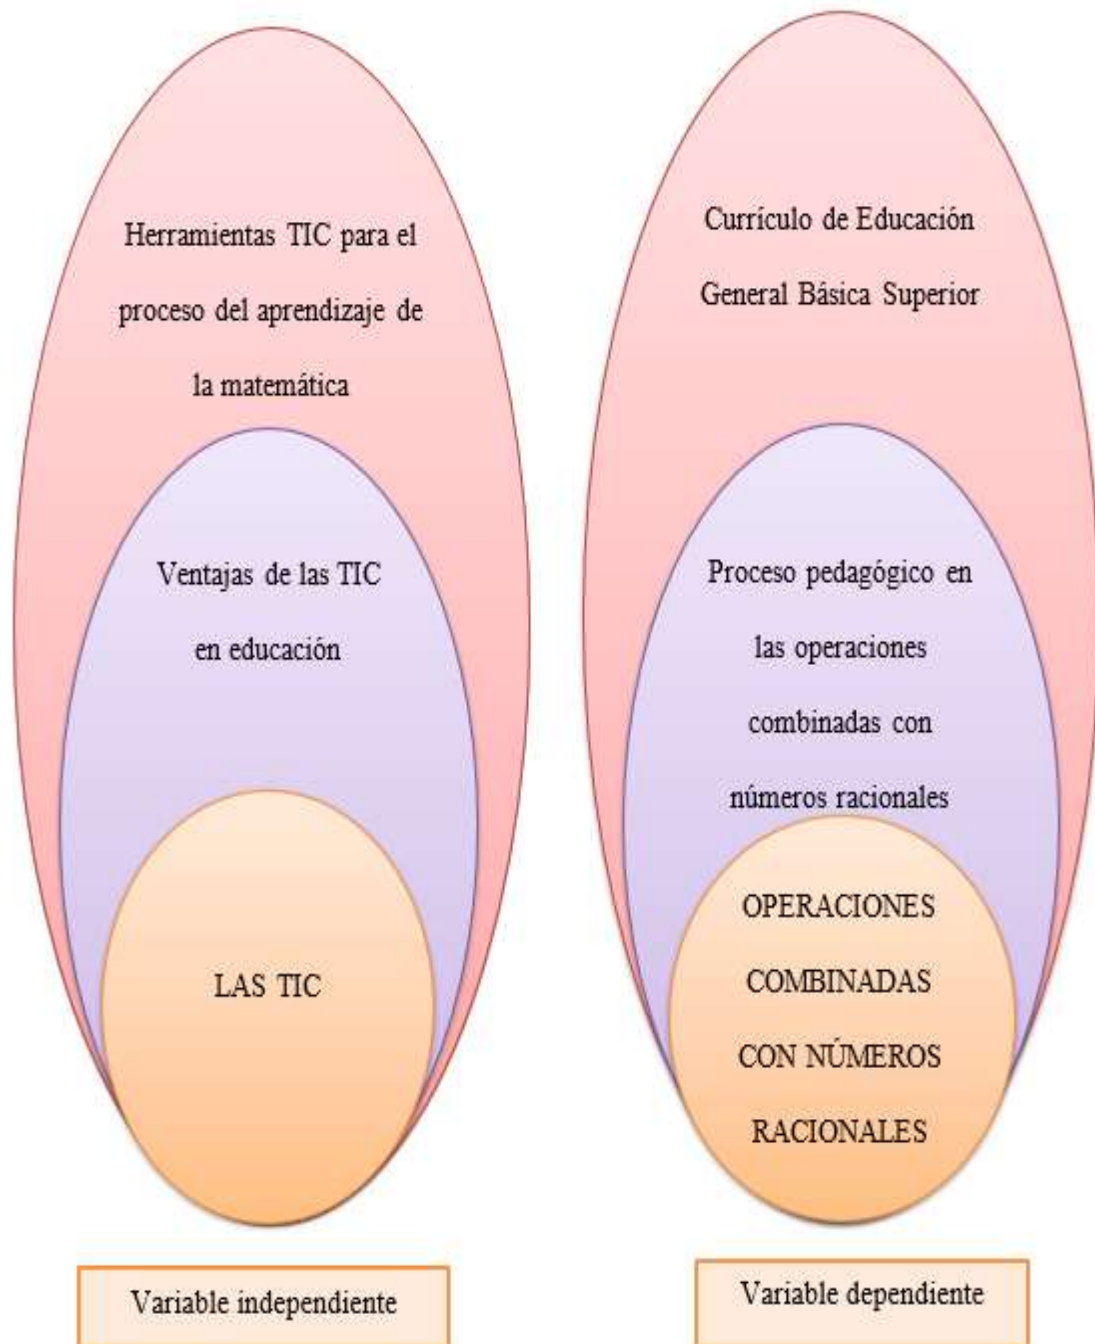 Herramientas TIC para el
proceso del aprendizaje de
la matemática
Ventajas de las TIC
en educación
LAS TIC
Variable independiente
Currículo de Educación
General Básica Superior
Proceso pedagógico en
las operaciones
combinadas con
números racionales
OPERACIONES
COMBINADAS
CON NÚMEROS
RACIONALES
Variable dependiente